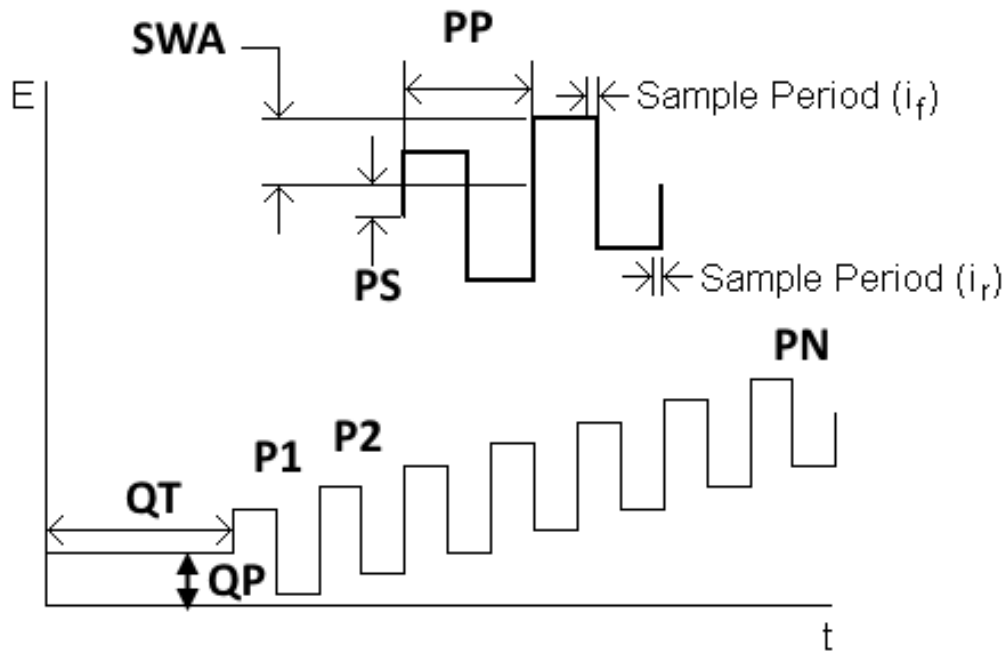 SWA
PP
E
Sample Period (if)
PS
Sample Period (ir)
PN
P1
P2
QT
QP
t